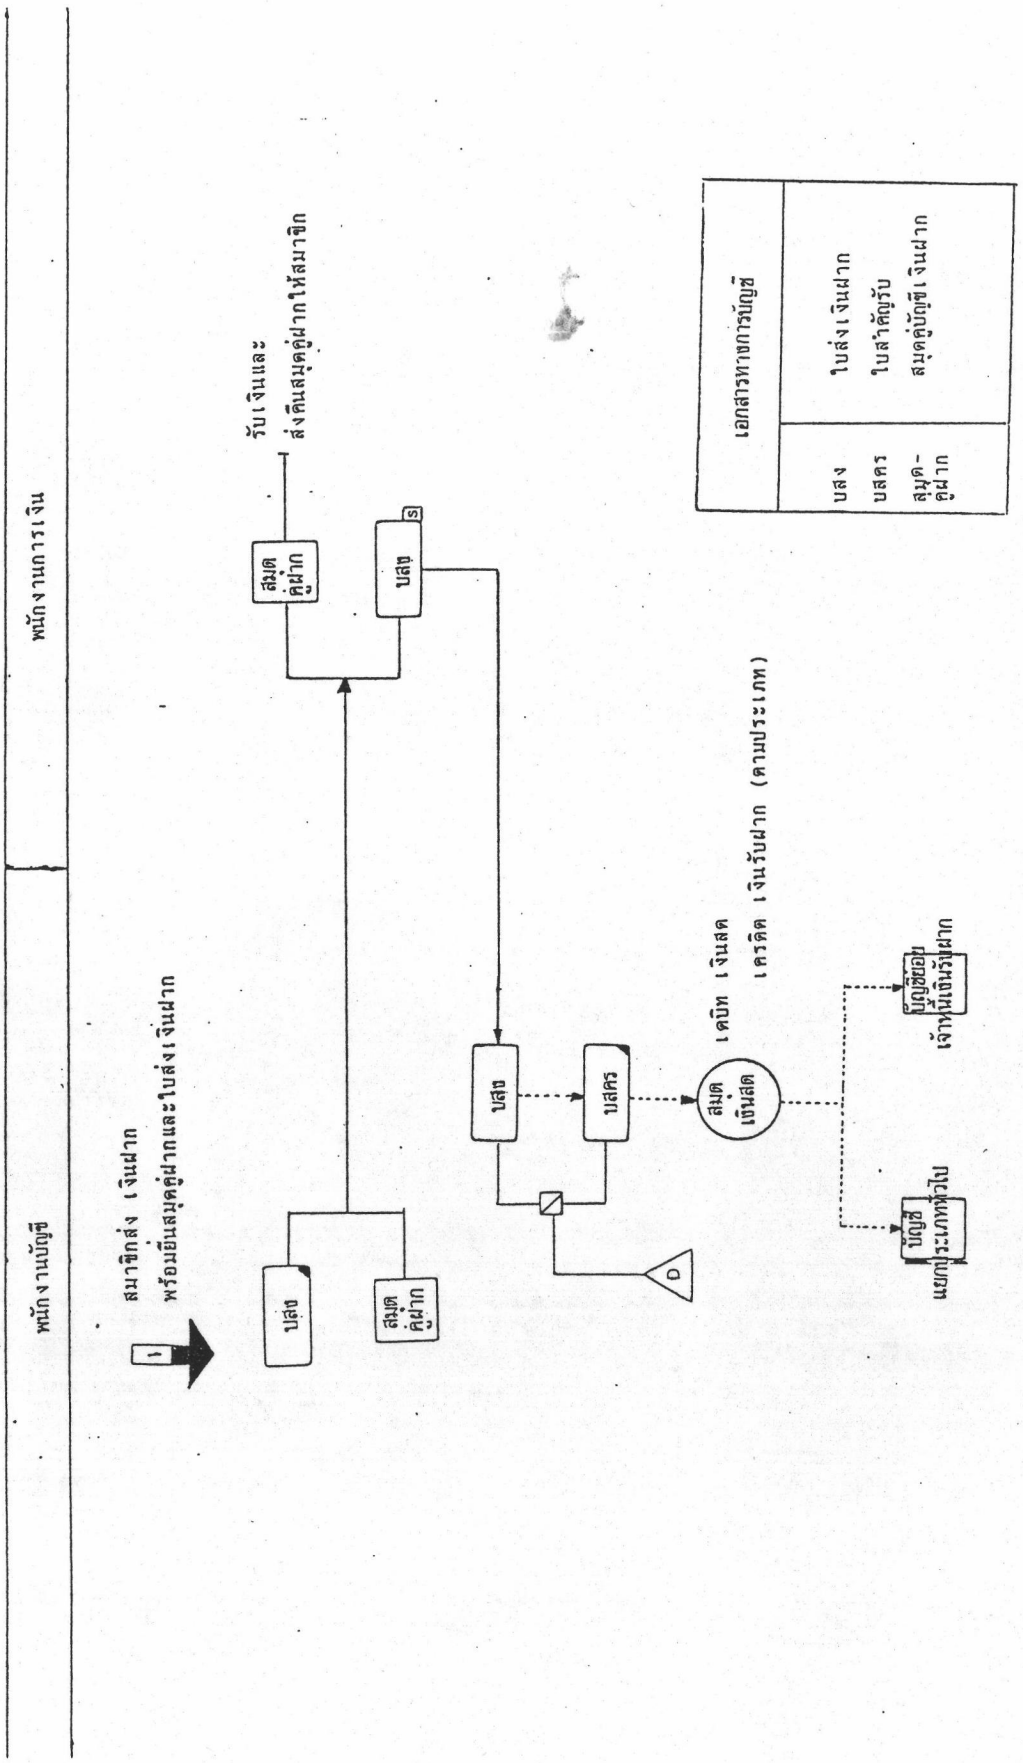 พนักงานบัญชี
พนักงานการเงิน
1
สมาชิกส่งเงินฝาก
พร้อมยื่นสมุดคู่ฝากและใบส่งเงินฝาก
บสง
สมุด
คู่ฝาก
สมุด
คู่ฝาก
รับเงินและ
ส่งคืนสมุดคู่ฝากให้สมาชิก
บสง
S
บสง
บสคร
D
สมุด
เงินสด
เดบิท เงินสด
เครดิต เงินรับฝาก (ตามประเภท)
บัญชี
แยกประเภททั่วไป
บัญชีย่อย
เจ้าหนี้เงินรับฝาก
เอกสารทางการบัญชี
บสง ใบส่งเงินฝาก
บสคร ใบสำคัญรับ
สมุด- สมุดคู่บัญชีเงินฝาก
คู่ฝาก